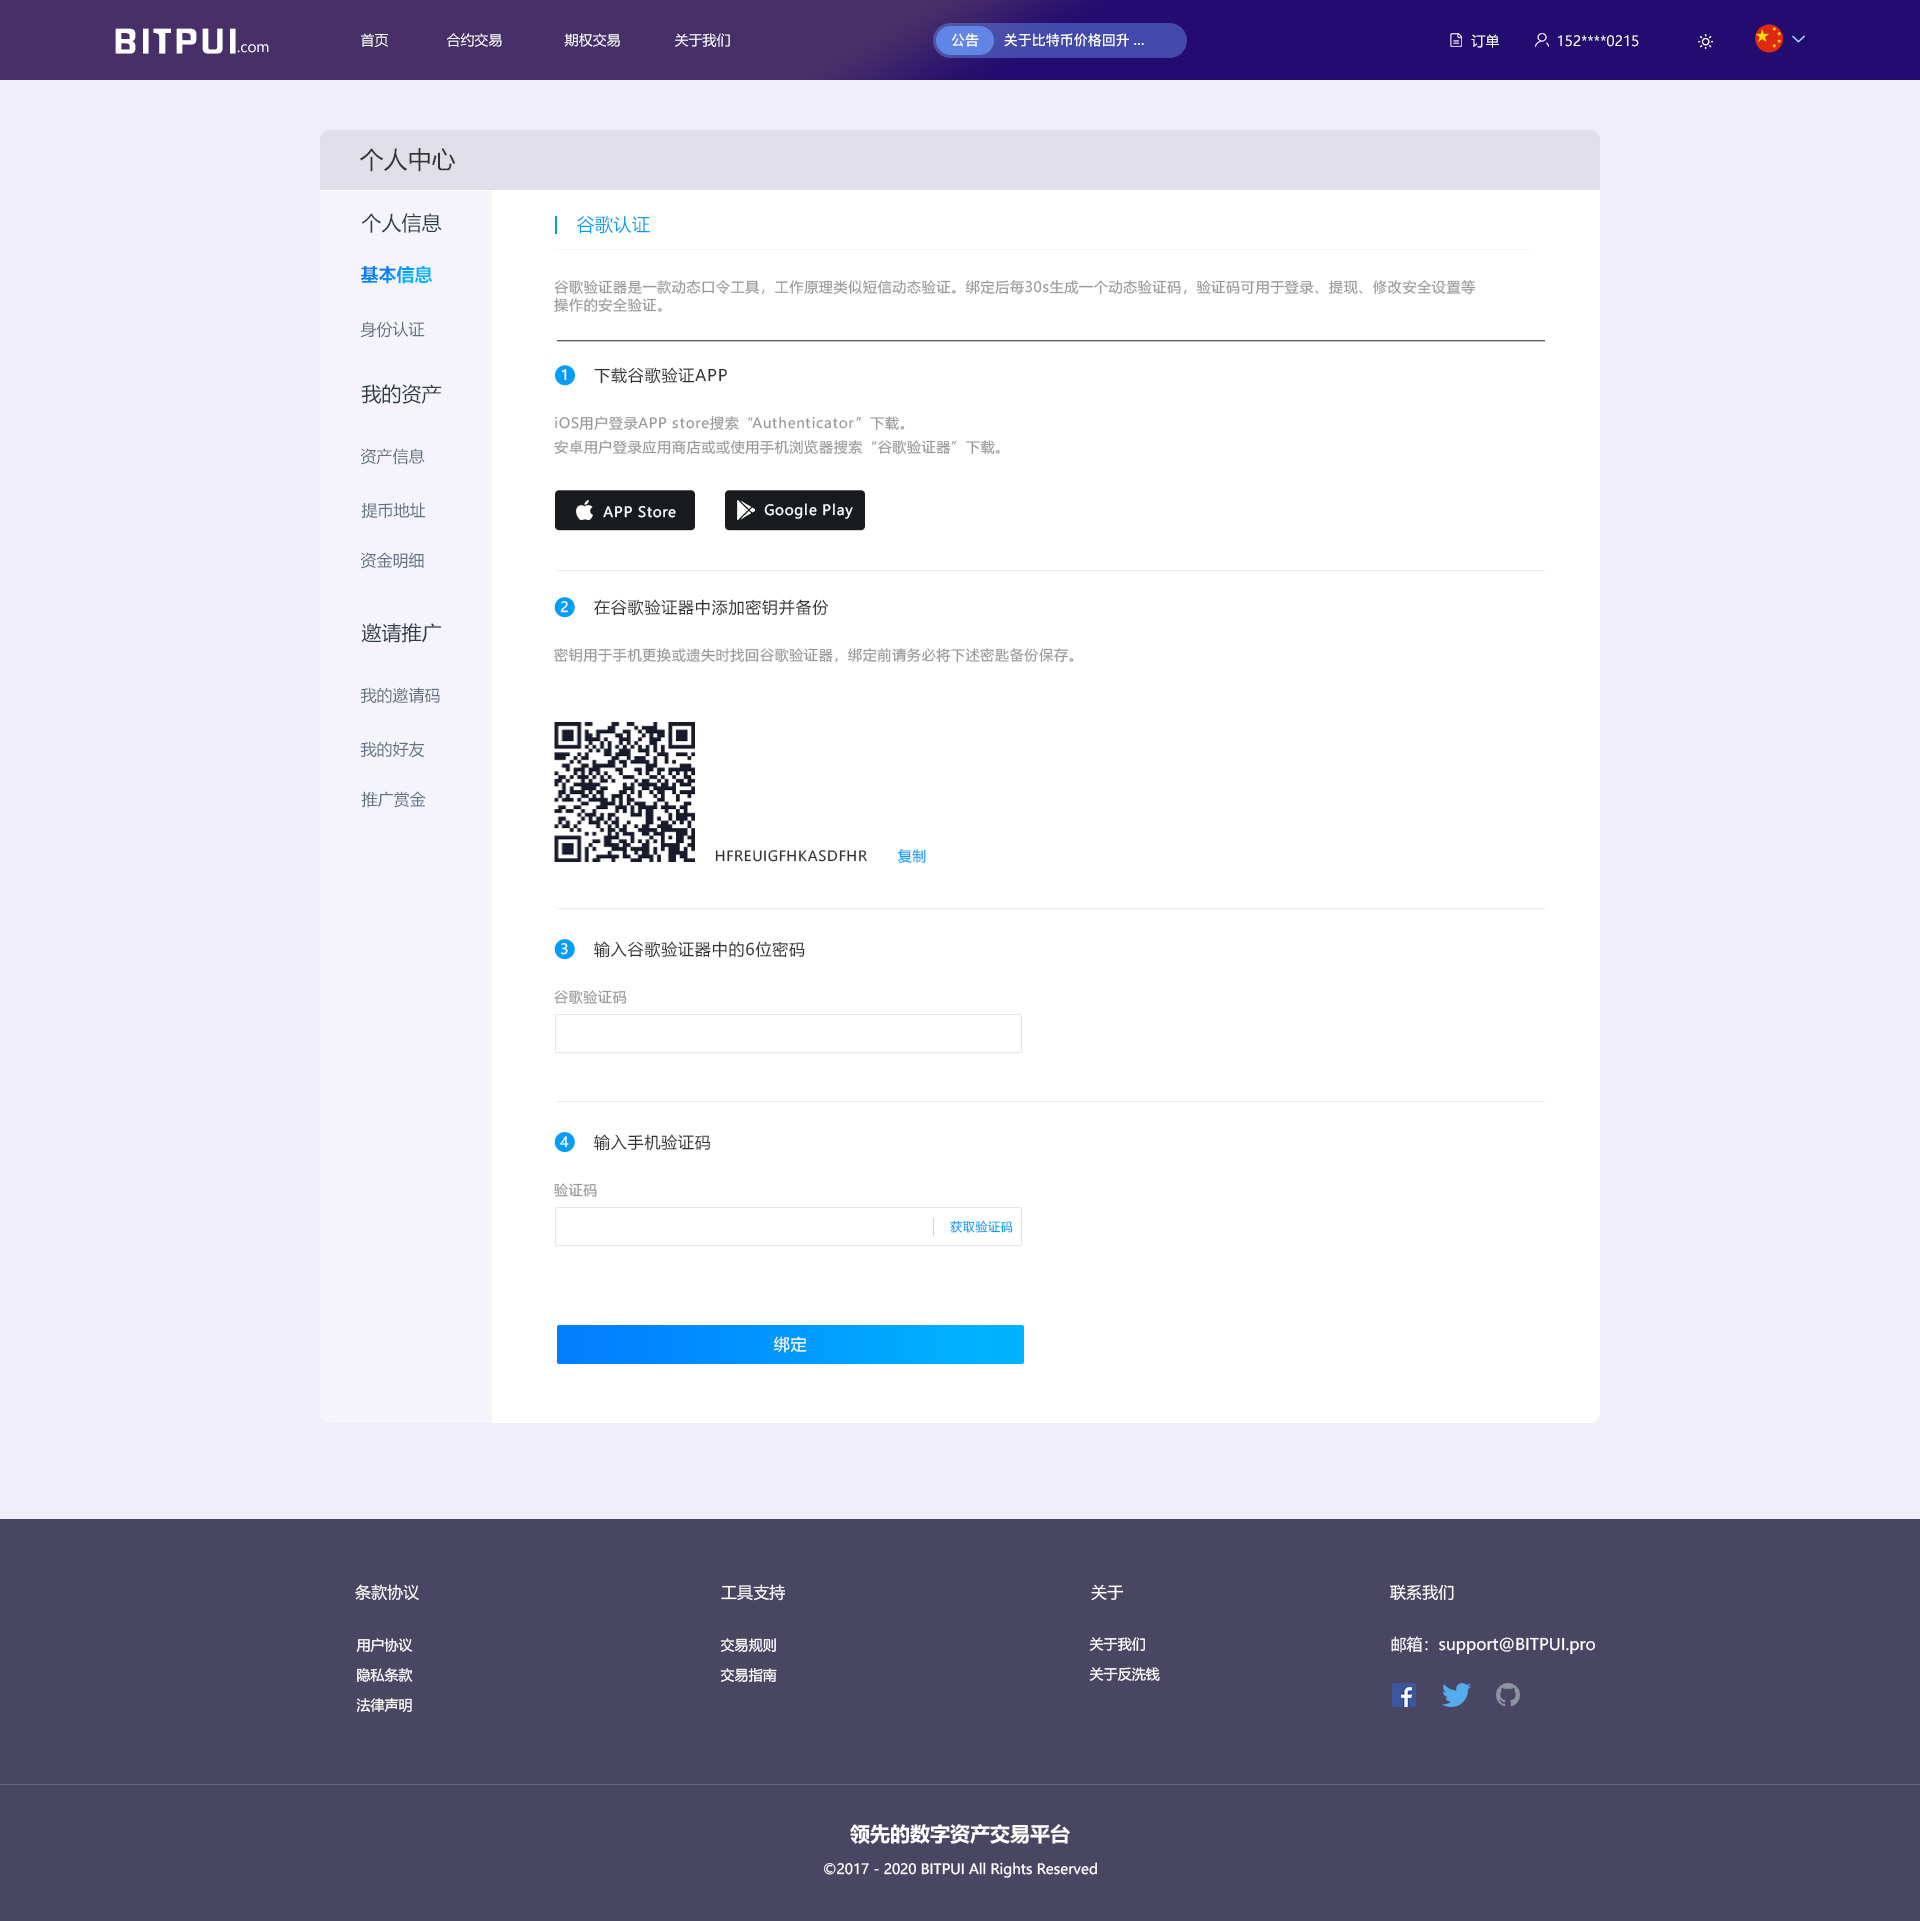 BITPUI.com
首页 合约交易 期权交易 关于我们 公告 关于比特币价格回升 ... 订单 152****0215
个人中心
个人信息
基本信息
身份认证
我的资产
资产信息
提币地址
资金明细
邀请推广
我的邀请码
我的好友
推广赏金
谷歌认证
谷歌验证器是一款动态口令工具，工作原理类似短信动态验证。绑定后每30s生成一个动态验证码，验证码可用于登录、提现、修改安全设置等
操作的安全验证。
1 下载谷歌验证APP
iOS用户登录APP store搜索“Authenticator”下载。
安卓用户登录应用商店或或使用手机浏览器搜索“谷歌验证器”下载。
APP Store Google Play
2 在谷歌验证器中添加密钥并备份
密钥用于手机更换或遗失时找回谷歌验证器，绑定前请务必将下述密匙备份保存。
HFREUIGFHKASDFHR 复制
3 输入谷歌验证器中的6位密码
谷歌验证码
4 输入手机验证码
验证码
获取验证码
绑定
条款协议
用户协议
隐私条款
法律声明
工具支持
交易规则
交易指南
关于
关于我们
关于反洗钱
联系我们
邮箱：support@BITPUI.pro
领先的数字资产交易平台
©2017 - 2020 BITPUI All Rights Reserved